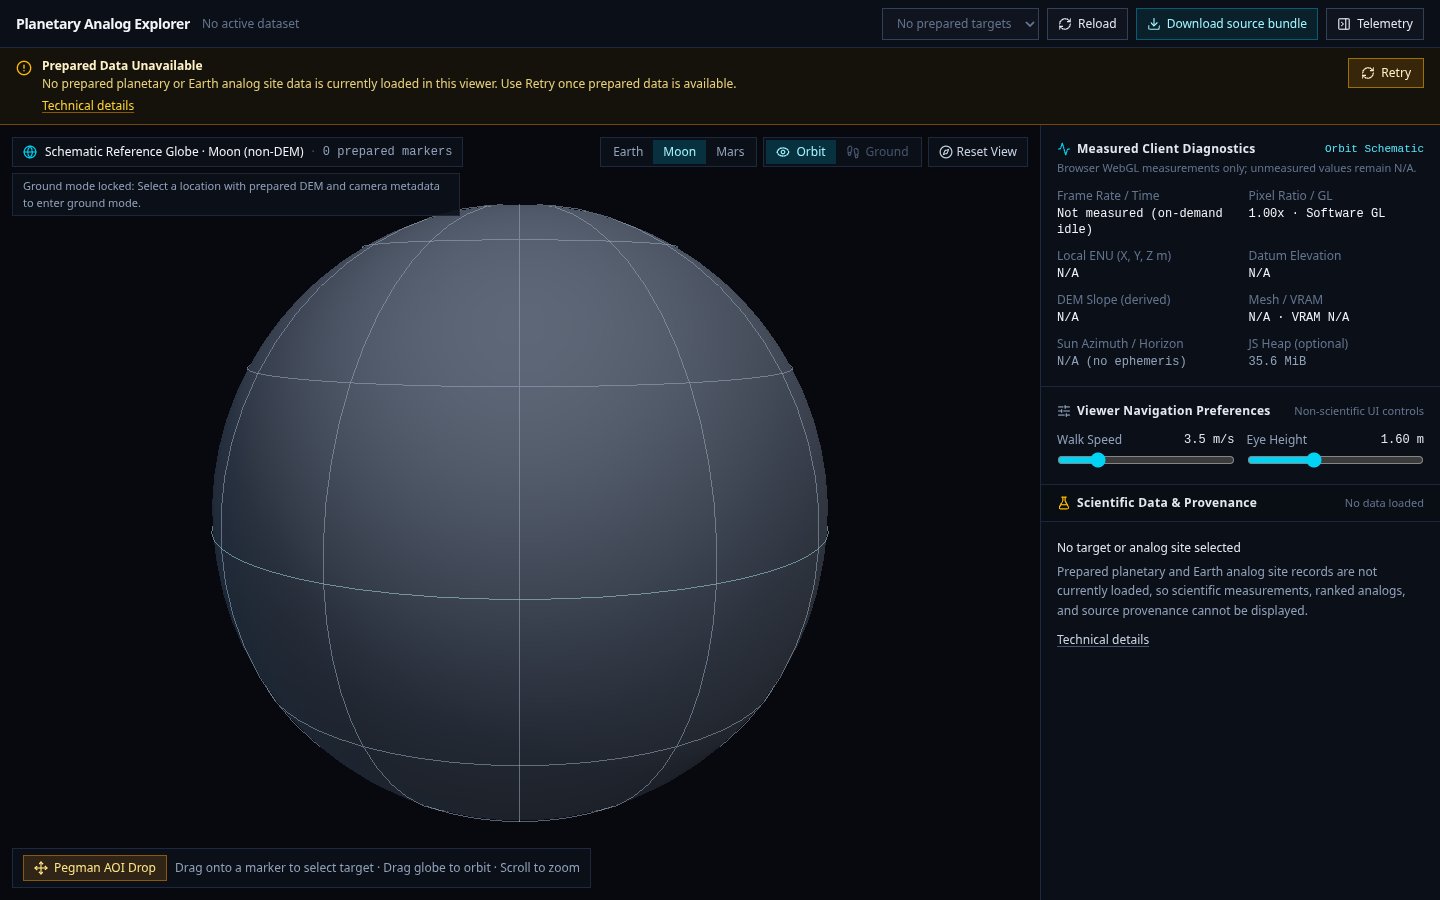 Planetary Analog Explorer No active dataset
No prepared targets
Reload
Download source bundle
Telemetry
Prepared Data Unavailable
No prepared planetary or Earth analog site data is currently loaded in this viewer. Use Retry once prepared data is available.
Technical details
Retry
Schematic Reference Globe · Moon (non-DEM) · 0 prepared markers
Earth Moon Mars
Orbit Ground
Reset View
Ground mode locked: Select a location with prepared DEM and camera metadata
to enter ground mode.
Pegman AOI Drop
Drag onto a marker to select target · Drag globe to orbit · Scroll to zoom
Measured Client Diagnostics Orbit Schematic
Browser WebGL measurements only; unmeasured values remain N/A.
Frame Rate / Time
Not measured (on-demand
idle)
Pixel Ratio / GL
1.00x · Software GL
Local ENU (X, Y, Z m)
N/A
Datum Elevation
N/A
DEM Slope (derived)
N/A
Mesh / VRAM
N/A · VRAM N/A
Sun Azimuth / Horizon
N/A (no ephemeris)
JS Heap (optional)
35.6 MiB
Viewer Navigation Preferences Non-scientific UI controls
Walk Speed 3.5 m/s
Eye Height 1.60 m
Scientific Data & Provenance No data loaded
No target or analog site selected
Prepared planetary and Earth analog site records are not
currently loaded, so scientific measurements, ranked analogs,
and source provenance cannot be displayed.
Technical details